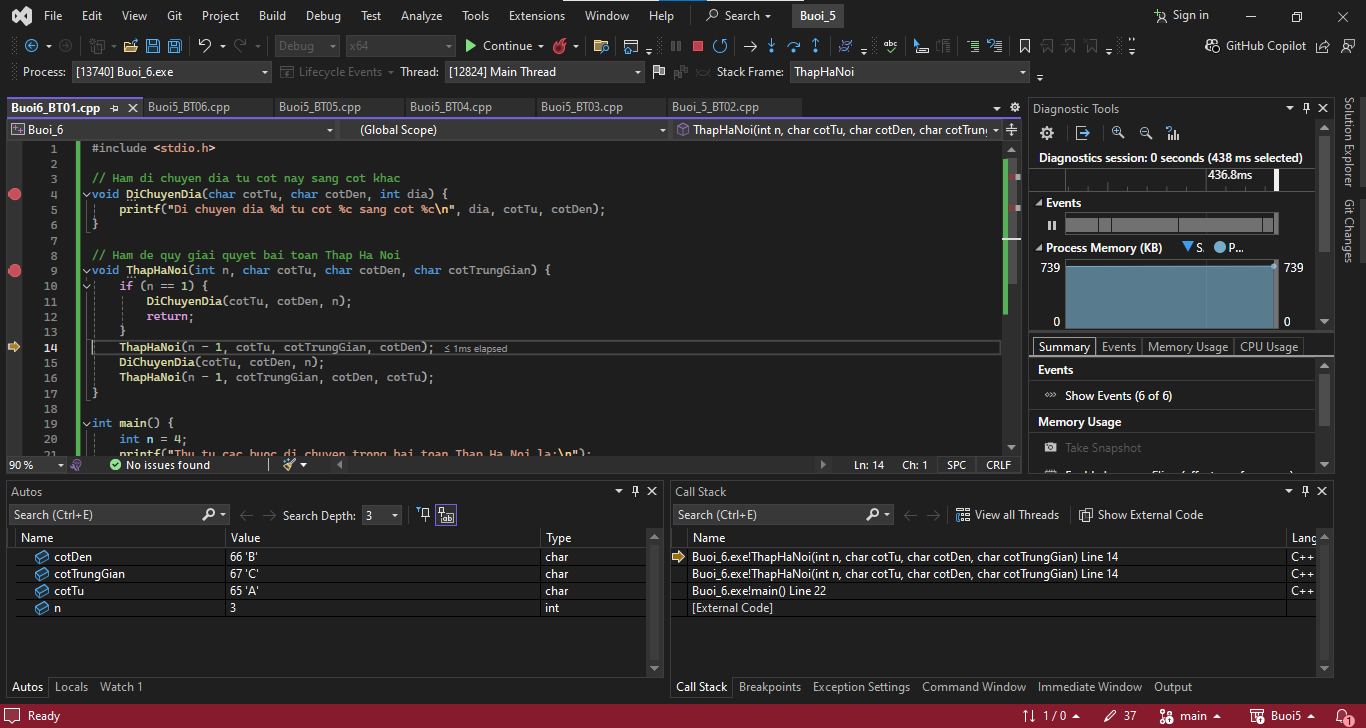 File Edit View Git Project Build Debug Test Analyze Tools Extensions Window Help Search Buoi_5 Sign in
Debug x64 Continue GitHub Copilot
Process: [13740] Buoi_6.exe Lifecycle Events Thread: [12824] Main Thread Stack Frame: ThapHaNoi
Buoi6_BT01.cpp Buoi5_BT06.cpp Buoi5_BT05.cpp Buoi5_BT04.cpp Buoi5_BT03.cpp Buoi_5_BT02.cpp
Buoi_6 (Global Scope) ThapHaNoi(int n, char cotTu, char cotDen, char cotTrung
1 #include <stdio.h>
2
3 // Ham di chuyen dia tu cot nay sang cot khac
4 void DiChuyenDia(char cotTu, char cotDen, int dia) {
5 printf("Di chuyen dia %d tu cot %c sang cot %c\n", dia, cotTu, cotDen);
6 }
7
8 // Ham de quy giai quyet bai toan Thap Ha Noi
9 void ThapHaNoi(int n, char cotTu, char cotDen, char cotTrungGian) {
10 if (n == 1) {
11 DiChuyenDia(cotTu, cotDen, n);
12 return;
13 }
14 ThapHaNoi(n - 1, cotTu, cotTrungGian, cotDen); ≤ 1ms elapsed
15 DiChuyenDia(cotTu, cotDen, n);
16 ThapHaNoi(n - 1, cotTrungGian, cotDen, cotTu);
17 }
18
19 int main() {
20 int n = 4;
21 printf("Thu tu cac buoc di chuyen trong bai toan Thap Ha Noi la:\n");
90 % No issues found Ln: 14 Ch: 1 SPC CRLF
Diagnostic Tools
Diagnostics session: 0 seconds (438 ms selected)
436.8ms
Events
Process Memory (KB) S. P...
739 739
0 0
Summary Events Memory Usage CPU Usage
Events
Show Events (6 of 6)
Memory Usage
Take Snapshot
Solution Explorer
Git Changes
Autos
Search (Ctrl+E) Search Depth: 3
Name Value Type
cotDen 66 'B' char
cotTrungGian 67 'C' char
cotTu 65 'A' char
n 3 int
Autos Locals Watch 1
Call Stack
Search (Ctrl+E) View all Threads Show External Code
Name Lang
Buoi_6.exe!ThapHaNoi(int n, char cotTu, char cotDen, char cotTrungGian) Line 14 C++
Buoi_6.exe!ThapHaNoi(int n, char cotTu, char cotDen, char cotTrungGian) Line 14 C++
Buoi_6.exe!main() Line 22 C++
[External Code]
Call Stack Breakpoints Exception Settings Command Window Immediate Window Output
Ready 1 / 0 37 main Buoi5 1